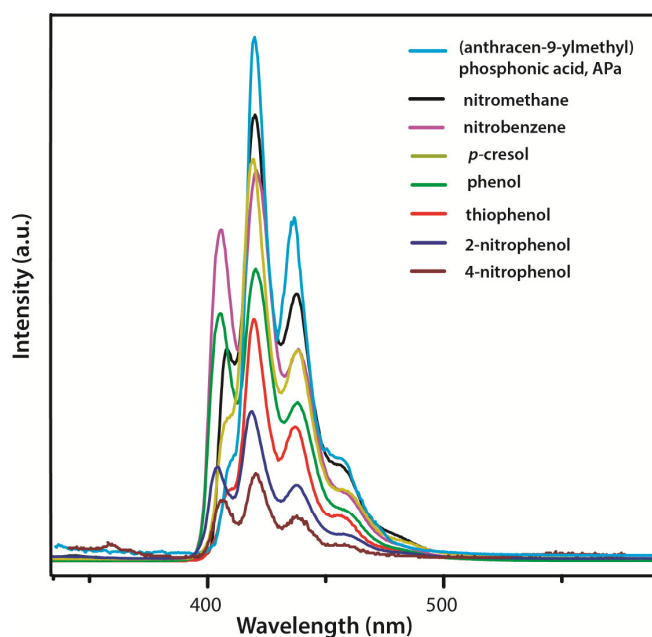 (anthracen-9-ylmethyl)
phosphonic acid, APa
nitromethane
nitrobenzene
p-cresol
phenol
thiophenol
2-nitrophenol
4-nitrophenol
Intensity (a.u.)
400
500
Wavelength (nm)